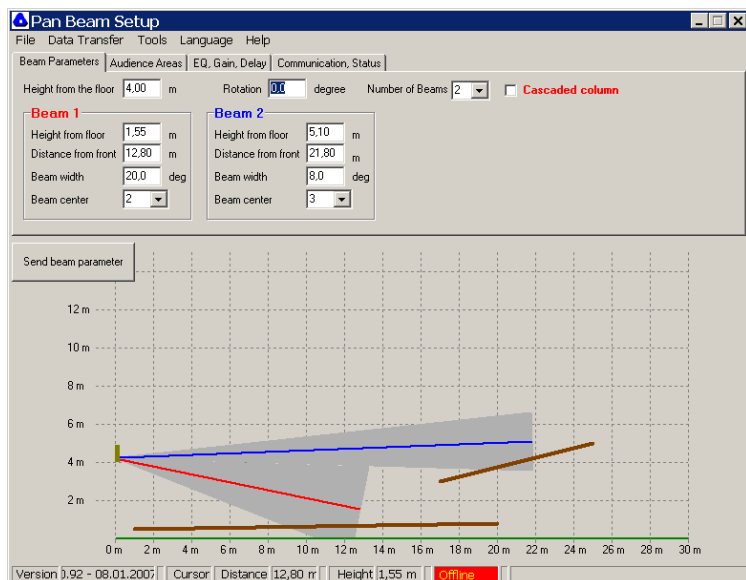 Pan Beam Setup
File Data Transfer Tools Language Help
Beam Parameters Audience Areas EQ, Gain, Delay Communication, Status
Height from the floor 4,00 m Rotation 0,0 degree Number of Beams 2 Cascaded column
Beam 1 Beam 2
Height from floor 1,55 m Height from floor 5,10 m
Distance from front 12,80 m Distance from front 21,80 m
Beam width 20,0 deg Beam width 8,0 deg
Beam center 2 Beam center 3
Send beam parameter
12 m
10 m
8 m
6 m
4 m
2 m
0 m 2 m 4 m 6 m 8 m 10 m 12 m 14 m 16 m 18 m 20 m 22 m 24 m 26 m 28 m 30 m
Version 0.92 - 08.01.2007 Cursor Distance 12,80 m Height 1,55 m Offline